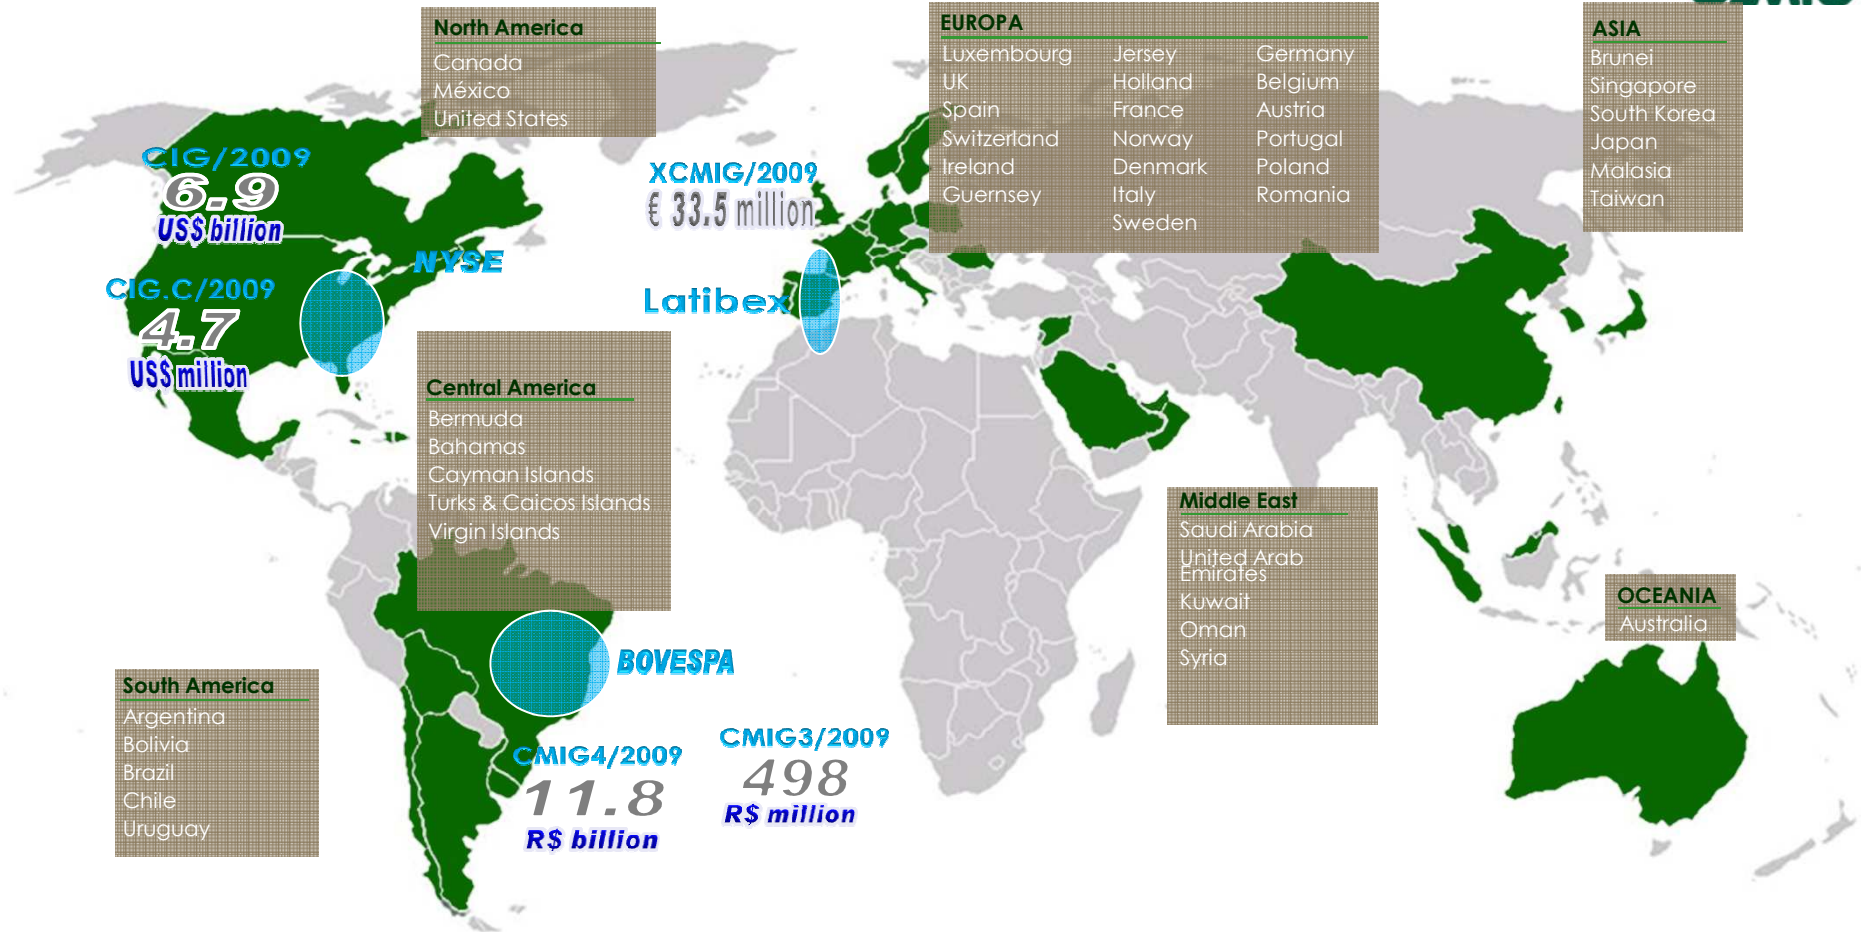 North America
Canada
México
United States
EUROPA
Luxembourg
UK
Spain
Switzerland
Ireland
Guernsey
Jersey
Holland
France
Norway
Denmark
Italy
Sweden
Germany
Belgium
Austria
Portugal
Poland
Romania
ASIA
Brunei
Singapore
South Korea
Japan
Malasia
Taiwan
CIG/2009
6.9
US$ billion
NYSE
CIG.C/2009
4.7
US$ million
XCMIG/2009
€ 33.5 million
Latibex
Central America
Bermuda
Bahamas
Cayman Islands
Turks & Caicos Islands
Virgin Islands
Middle East
Saudi Arabia
United Arab
Emirates
Kuwait
Oman
Syria
OCEANIA
Australia
South America
Argentina
Bolivia
Brazil
Chile
Uruguay
BOVESPA
CMIG4/2009
11.8
R$ billion
CMIG3/2009
498
R$ million